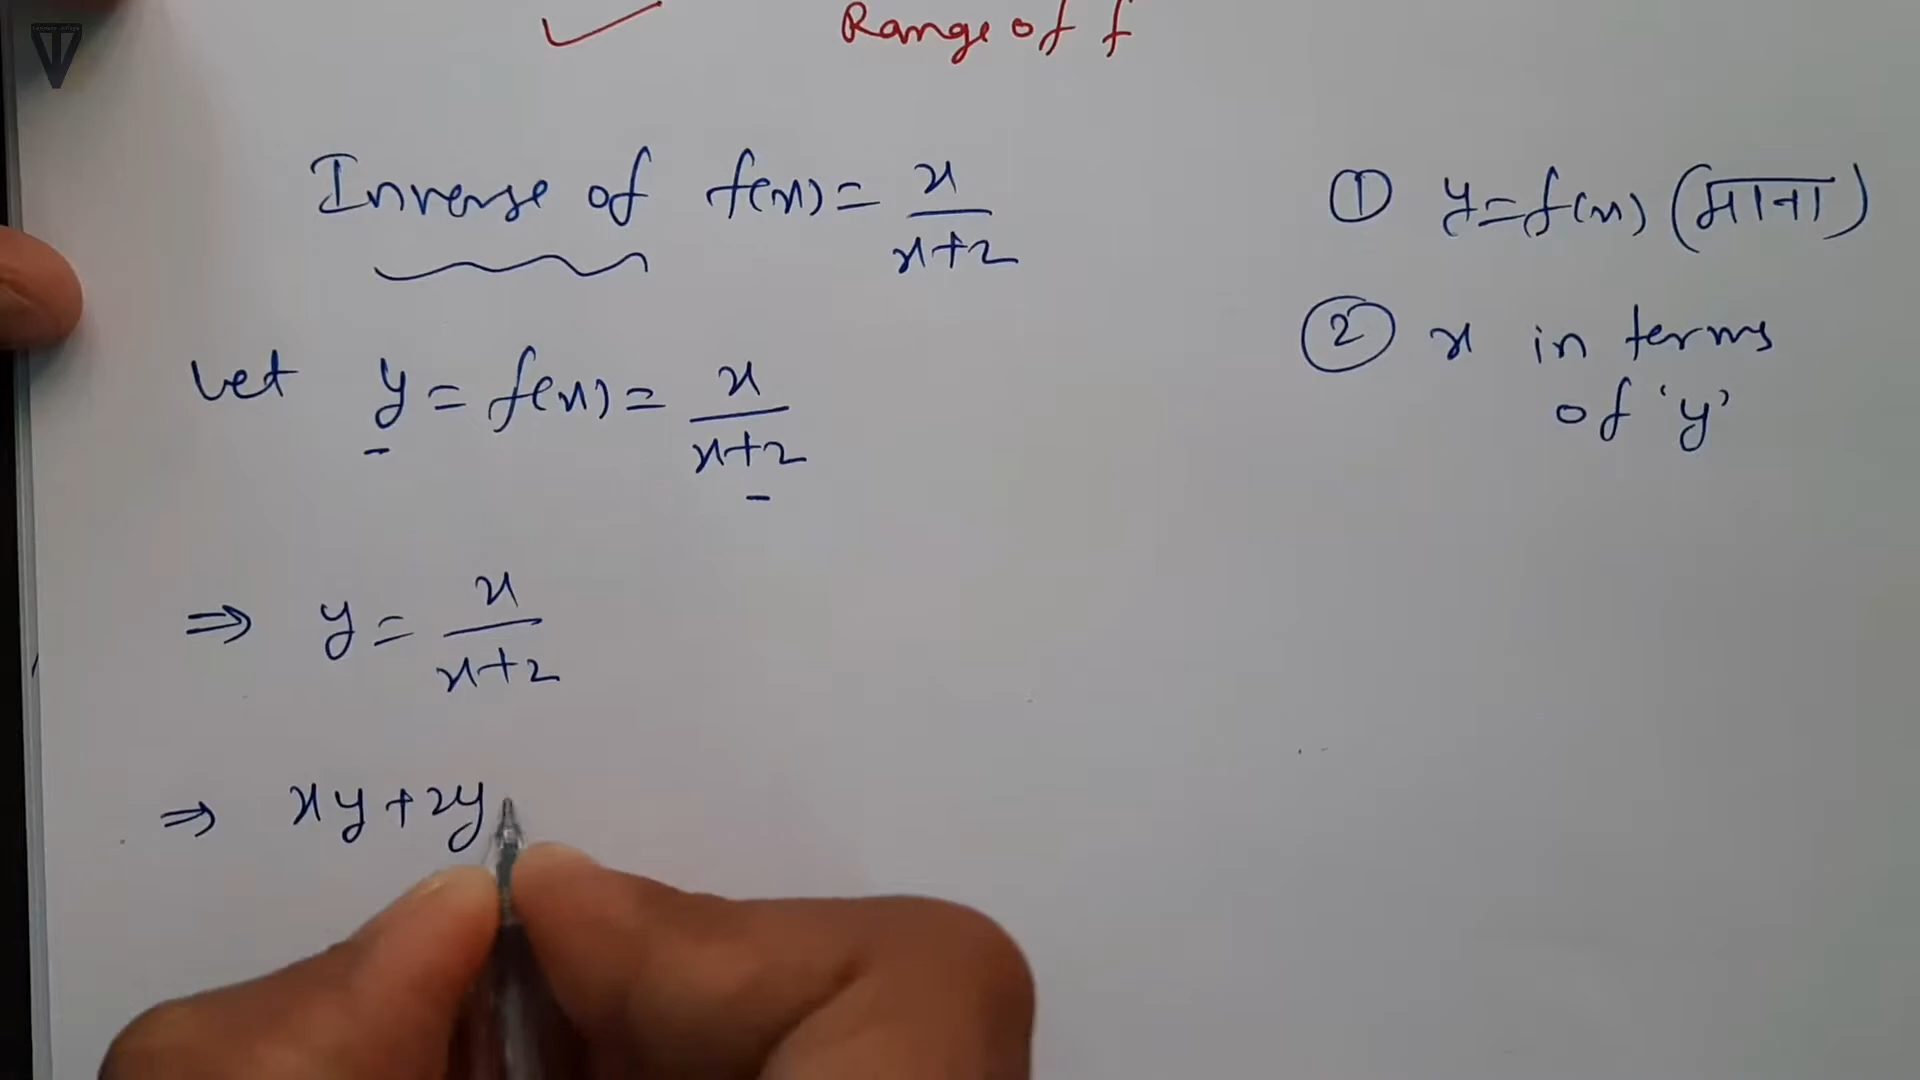 Range of f
Inverse of f(x) = x/(x+2)
① y=f(x) (माना)
② x in terms
of 'y'
Let y = f(x) = x/(x+2)
⇒ y = x/(x+2)
⇒ xy+2y